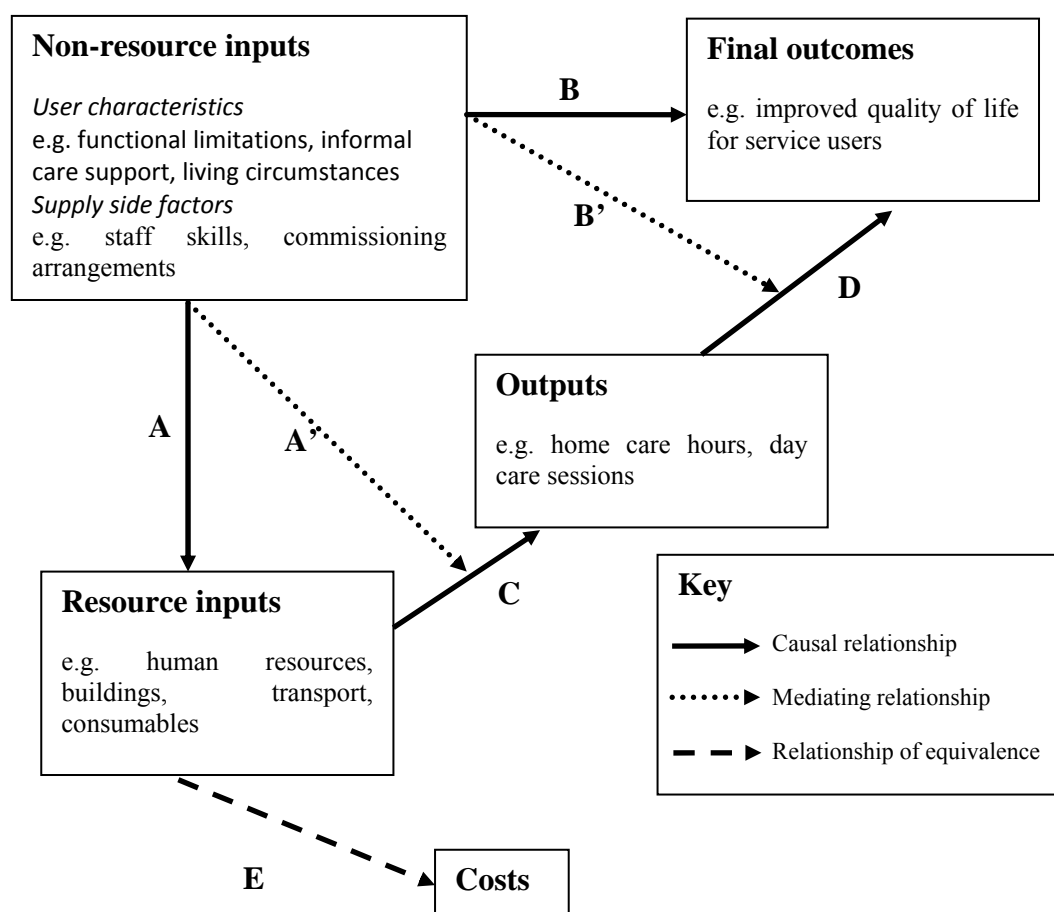 Non-resource inputs
User characteristics
e.g. functional limitations, informal
care support, living circumstances
Supply side factors
e.g. staff skills, commissioning
arrangements
B
Final outcomes
e.g. improved quality of life
for service users
B’
D
A
A’
Outputs
e.g. home care hours, day
care sessions
C
Resource inputs
e.g. human resources,
buildings, transport,
consumables
Key
Causal relationship
Mediating relationship
Relationship of equivalence
E
Costs